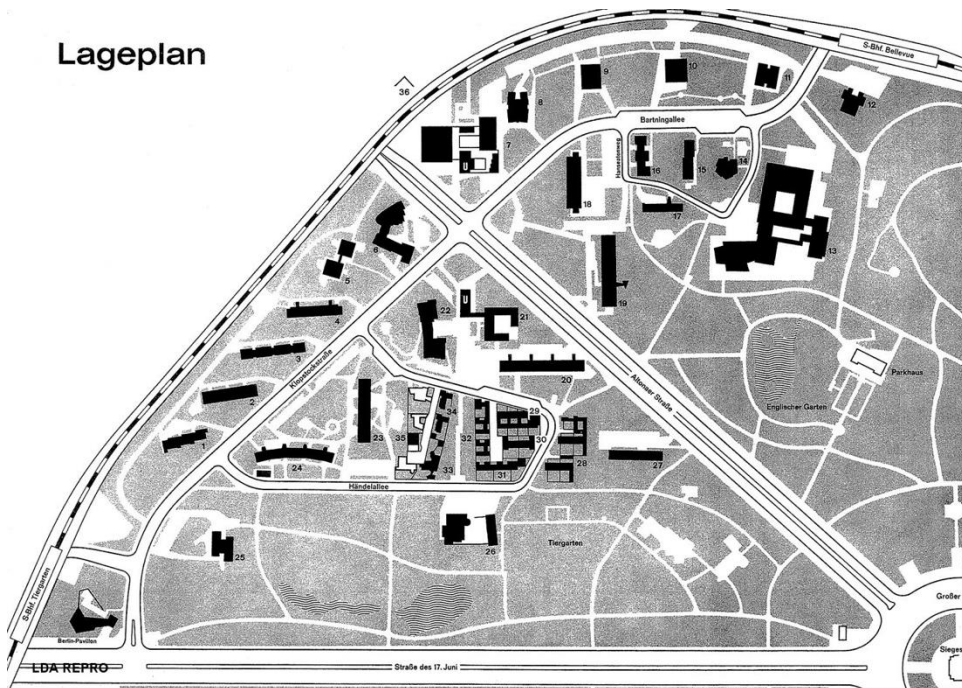 Lageplan
S-Bhf. Bellevue
36
9
10
11
8
12
Bartningallee
7
U
Hanseatenweg
16
15
14
18
17
6
13
5
19
4
22
U
21
3
Klopstockstraße
20
Altonaer Straße
Parkhaus
2
Englischer Garten
34
29
1
23
35
32
30
24
33
31
28
27
Händelallee
26
Tiergarten
25
S-Bhf. Tiergarten
Großer
Berlin-Pavillon
Sieges
LDA REPRO
Straße des 17. Juni